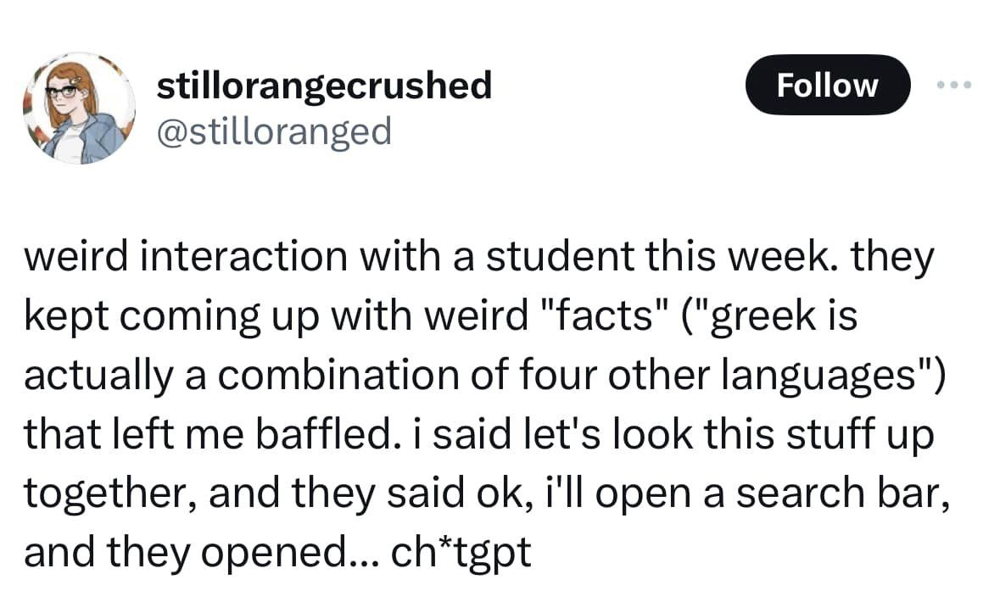 stillorangecrushed
@stilloranged
Follow
weird interaction with a student this week. they
kept coming up with weird "facts" ("greek is
actually a combination of four other languages")
that left me baffled. i said let's look this stuff up
together, and they said ok, i'll open a search bar,
and they opened... ch*tgpt